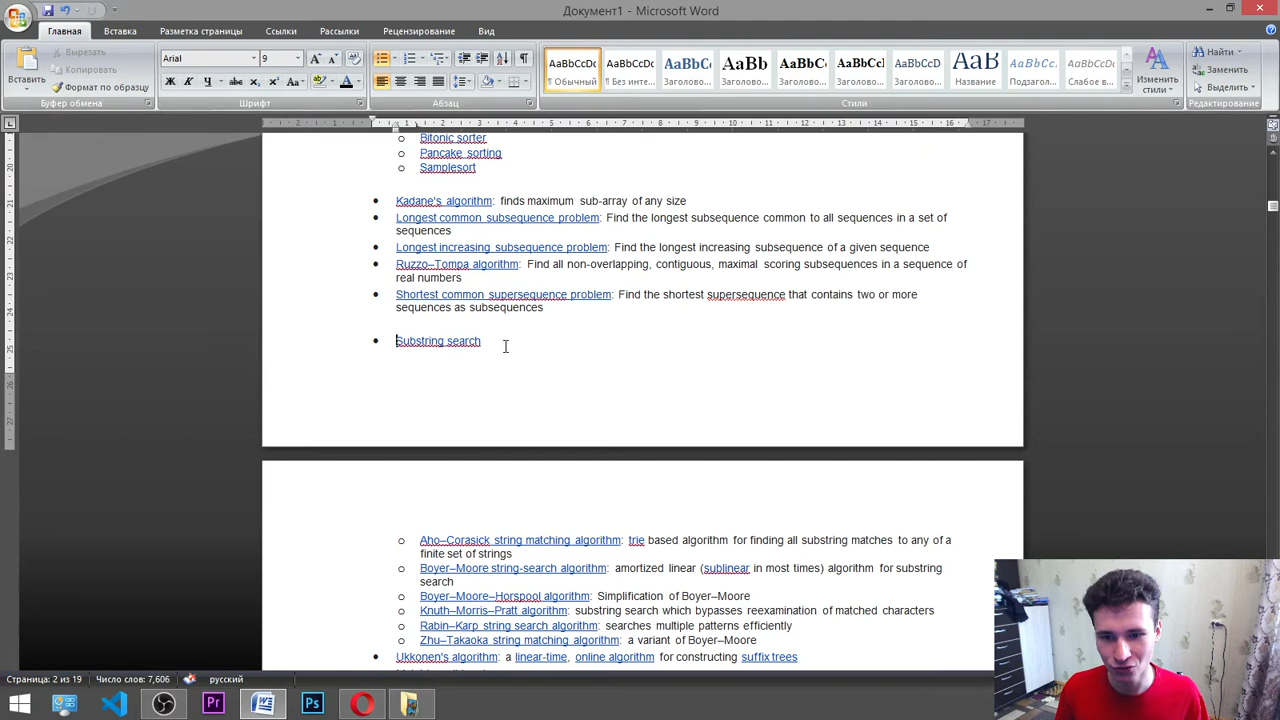 Документ1 - Microsoft Word
Главная Вставка Разметка страницы Ссылки Рассылки Рецензирование Вид
Вставить
Вырезать
Копировать
Формат по образцу
Буфер обмена
Arial 9
Шрифт
Абзац
AaBbCcDc AaBbCcDc AaBbC AaBb AaBbC AaBbCcI AaBbCcDc AaB AaBbCcDc AaBbCcDc
¶ Обычный ¶ Без инте... Заголово... Заголово... Заголово... Заголово... Заголово... Название Подзагол... Слабое в...
Изменить стили
Стили
Найти
Заменить
Выделить
Редактирование
Bitonic sorter
Pancake sorting
Samplesort
Kadane's algorithm: finds maximum sub-array of any size
Longest common subsequence problem: Find the longest subsequence common to all sequences in a set of
sequences
Longest increasing subsequence problem: Find the longest increasing subsequence of a given sequence
Ruzzo–Tompa algorithm: Find all non-overlapping, contiguous, maximal scoring subsequences in a sequence of
real numbers
Shortest common supersequence problem: Find the shortest supersequence that contains two or more
sequences as subsequences
Substring search
Aho–Corasick string matching algorithm: trie based algorithm for finding all substring matches to any of a
finite set of strings
Boyer–Moore string-search algorithm: amortized linear (sublinear in most times) algorithm for substring
search
Boyer–Moore–Horspool algorithm: Simplification of Boyer–Moore
Knuth–Morris–Pratt algorithm: substring search which bypasses reexamination of matched characters
Rabin–Karp string search algorithm: searches multiple patterns efficiently
Zhu–Takaoka string matching algorithm: a variant of Boyer–Moore
Ukkonen's algorithm: a linear-time, online algorithm for constructing suffix trees
Страница: 2 из 19 Число слов: 7,606 русский